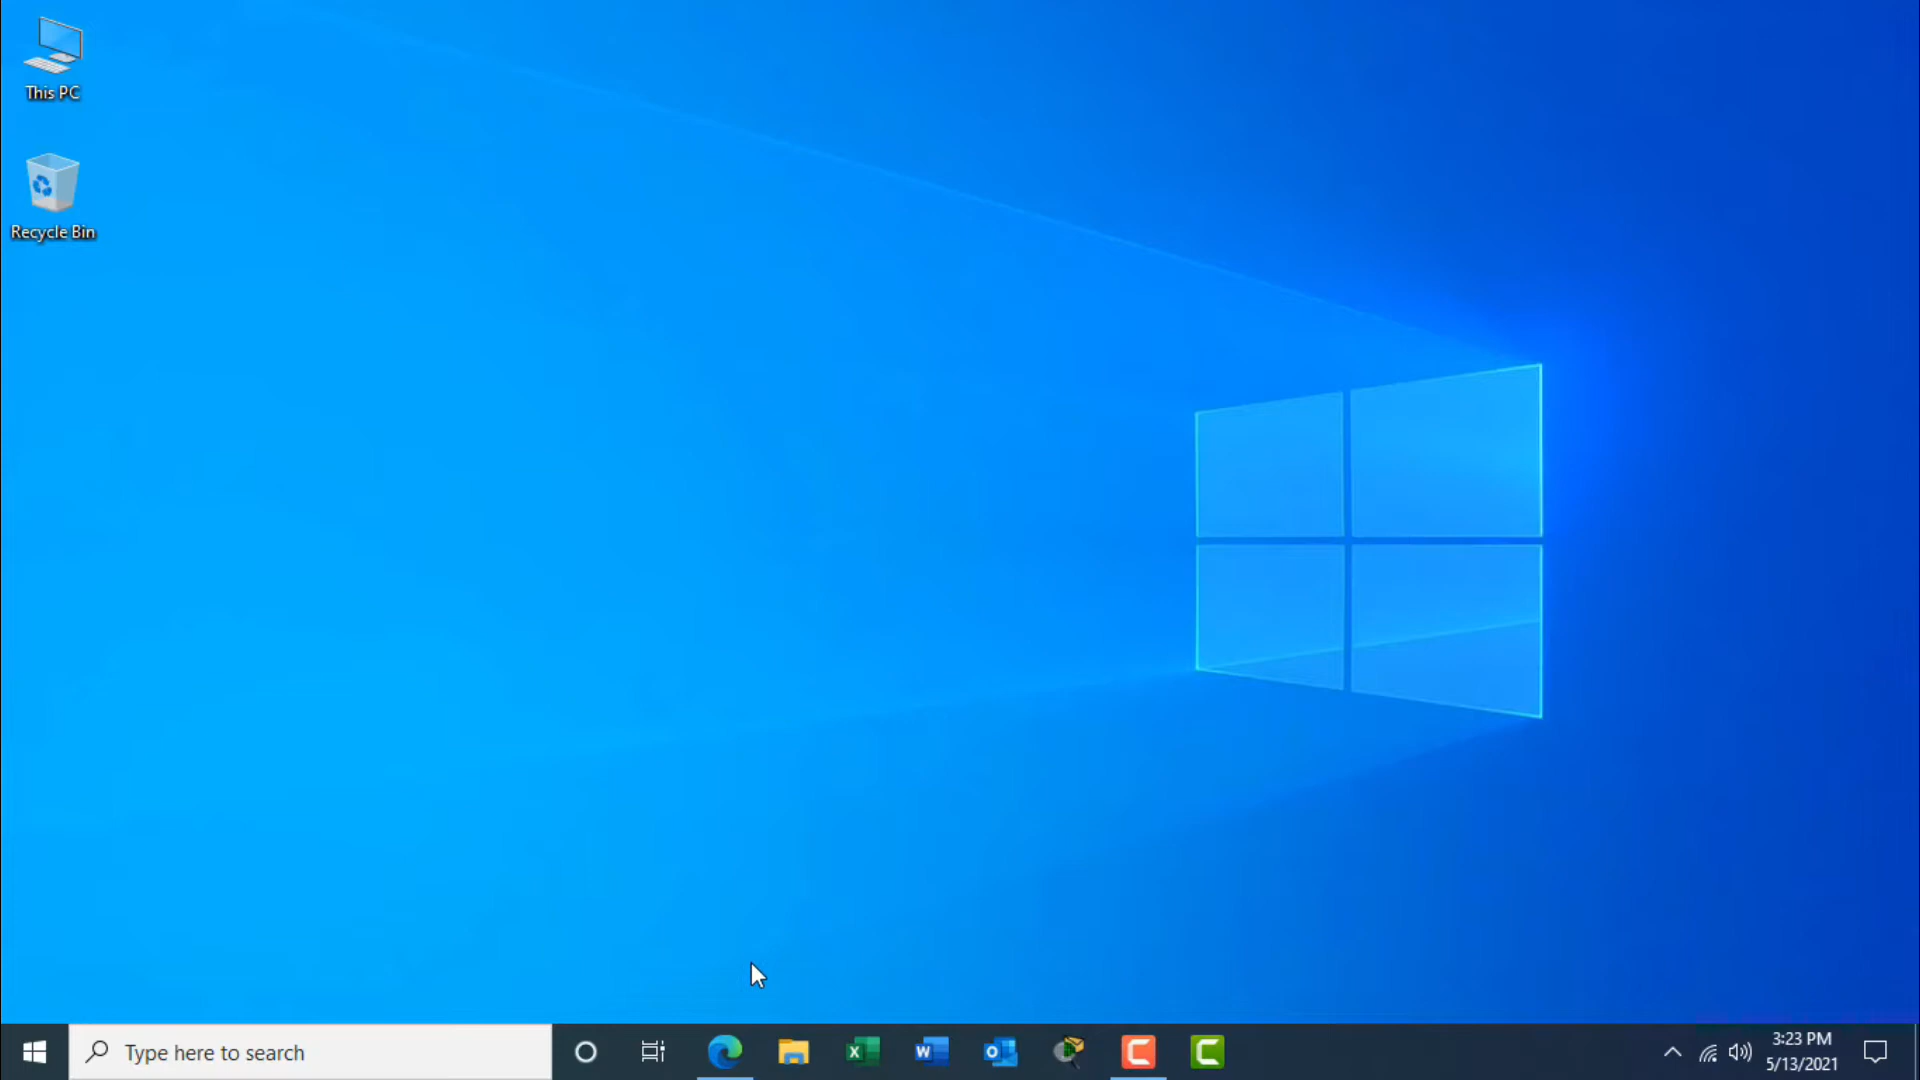 This PC
Recycle Bin
Type here to search
3:23 PM
5/13/2021